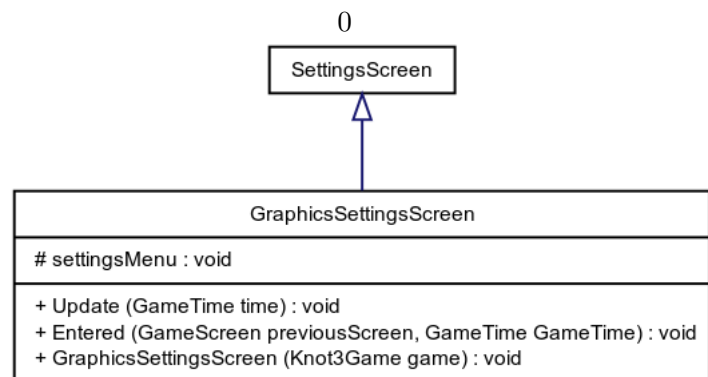 0
SettingsScreen
GraphicsSettingsScreen
# settingsMenu : void
+ Update (GameTime time) : void
+ Entered (GameScreen previousScreen, GameTime GameTime) : void
+ GraphicsSettingsScreen (Knot3Game game) : void